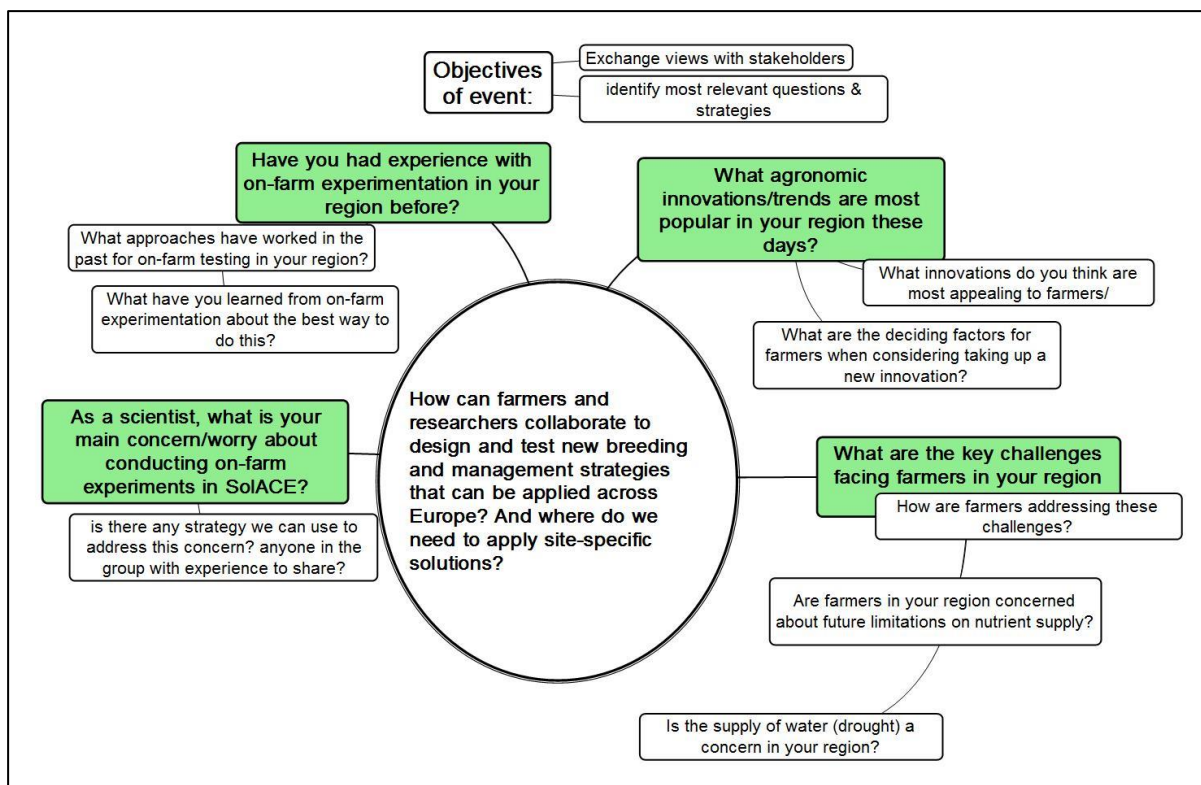 Objectives
of event:
Exchange views with stakeholders
identify most relevant questions &
strategies
Have you had experience with
on-farm experimentation in your
region before?
What approaches have worked in the
past for on-farm testing in your region?
What have you learned from on-farm
experimentation about the best way to
do this?
What agronomic
innovations/trends are most
popular in your region these
days?
What innovations do you think are
most appealing to farmers/
What are the deciding factors for
farmers when considering taking up a
new innovation?
As a scientist, what is your
main concern/worry about
conducting on-farm
experiments in SolACE?
is there any strategy we can use to
address this concern? anyone in the
group with experience to share?
How can farmers and
researchers collaborate to
design and test new breeding
and management strategies
that can be applied across
Europe? And where do we
need to apply site-specific
solutions?
What are the key challenges
facing farmers in your region
How are farmers addressing these
challenges?
Are farmers in your region concerned
about future limitations on nutrient supply?
Is the supply of water (drought) a
concern in your region?